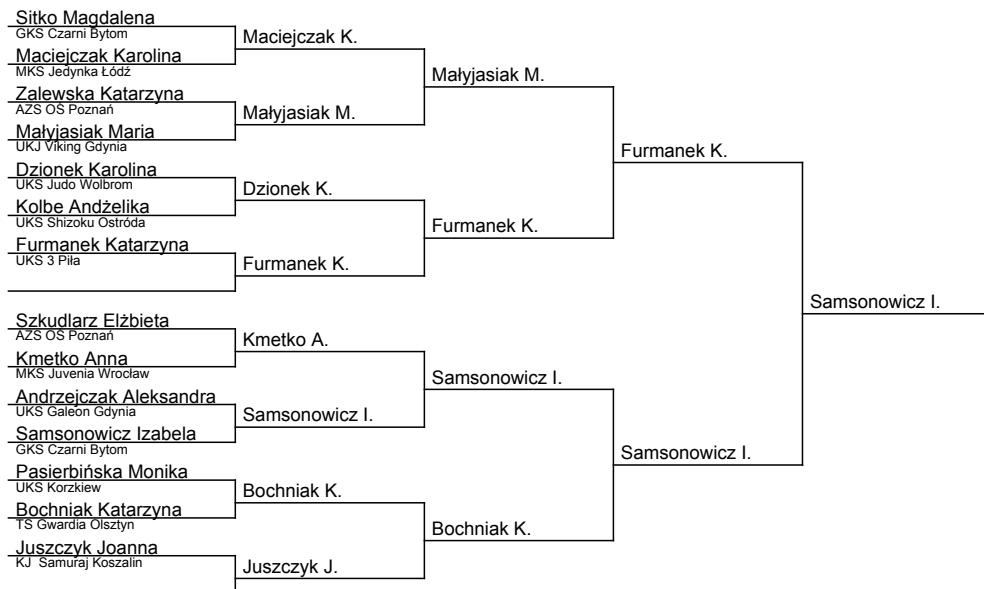 Sitko Magdalena
GKS Czarni Bytom
Maciejczak K.
Maciejczak Karolina
MKS Jedynka Łódź
Małyjasiak M.
Zalewska Katarzyna
AZS OŚ Poznań
Małyjasiak M.
Małyjasiak Maria
UKJ Viking Gdynia
Furmanek K.
Dzionek Karolina
UKS Judo Wolbrom
Dzionek K.
Kolbe Andżelika
UKS Shizoku Ostróda
Furmanek K.
Furmanek Katarzyna
UKS 3 Piła
Furmanek K.
Samsonowicz I.
Szkudlarz Elżbieta
AZS OŚ Poznań
Kmetko A.
Kmetko Anna
MKS Juvenia Wrocław
Samsonowicz I.
Andrzejczak Aleksandra
UKS Galeon Gdynia
Samsonowicz I.
Samsonowicz Izabela
GKS Czarni Bytom
Samsonowicz I.
Pasierbińska Monika
UKS Korzkiew
Bochniak K.
Bochniak Katarzyna
TS Gwardia Olsztyn
Bochniak K.
Juszczyk Joanna
KJ  Samuraj Koszalin
Juszczyk J.